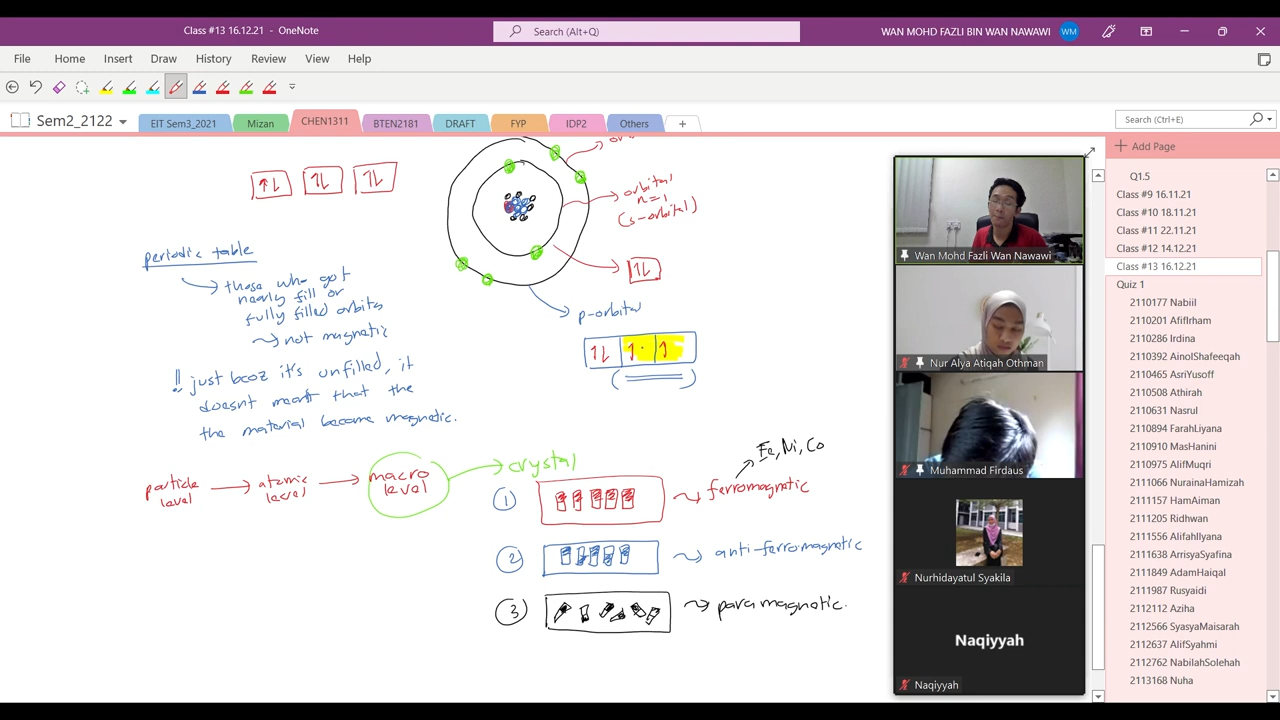 Class #13 16.12.21 - OneNote
Search (Alt+Q)
WAN MOHD FAZLI BIN WAN NAWAWI
WM
File Home Insert Draw History View Help
Sem2_2122
EIT Sem3_2021
Mizan
CHEN1311
BTEN2181
DRAFT
FYP
IDP2
Others
Search (Ctrl+E)
Add Page
orbital
n=1
(s-orbital)
periodic table
those who got
nearly fill or
fully filled orbits
not magnetic
!! just becoz it's unfilled, it
doesnt mean that the
the material become magnetic.
p-orbital
particle
level
atomic
level
macro
level
crystal
Fe, Ni, Co
1
ferromagnetic
2
anti-ferromagnetic
3
paramagnetic.
Wan Mohd Fazli Wan Nawawi
Nur Alya Atiqah Othman
Muhammad Firdaus
Nurhidayatul Syakila
Naqiyyah
Naqiyyah
Q1.5
Class #9 16.11.21
Class #10 18.11.21
Class #11 22.11.21
Class #12 14.12.21
Class #13 16.12.21
Quiz 1
2110177 Nabiil
2110201 AfifIrham
2110286 Irdina
2110392 AinolShafeeqah
2110465 AsriYusoff
2110508 Athirah
2110631 Nasrul
2110894 FarahLiyana
2110910 MasHanini
2110975 AlifMuqri
2111066 NurainaHamizah
2111157 HamAiman
2111205 Ridhwan
2111556 AlifahIlyana
2111638 ArrisyaSyafina
2111849 AdamHaiqal
2111987 Rusyaidi
2112112 Aziha
2112566 SyasyaMaisarah
2112637 AlifSyahmi
2112762 NabilahSolehah
2113168 Nuha